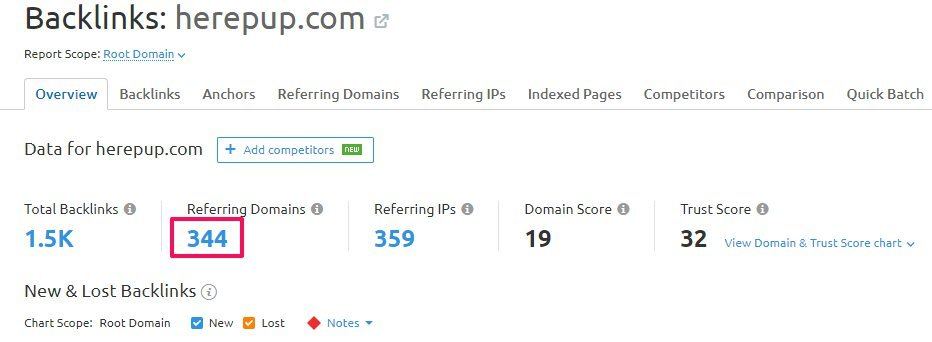 Backlinks: herepup.com
Report Scope: Root Domain
Overview Backlinks Anchors Referring Domains Referring IPs Indexed Pages Competitors Comparison Quick Batch
Data for herepup.com + Add competitors NEW
Total Backlinks i Referring Domains i Referring IPs i Domain Score i Trust Score i
1.5K 344 359 19 32 View Domain & Trust Score chart
New & Lost Backlinks i
Chart Scope: Root Domain New Lost Notes